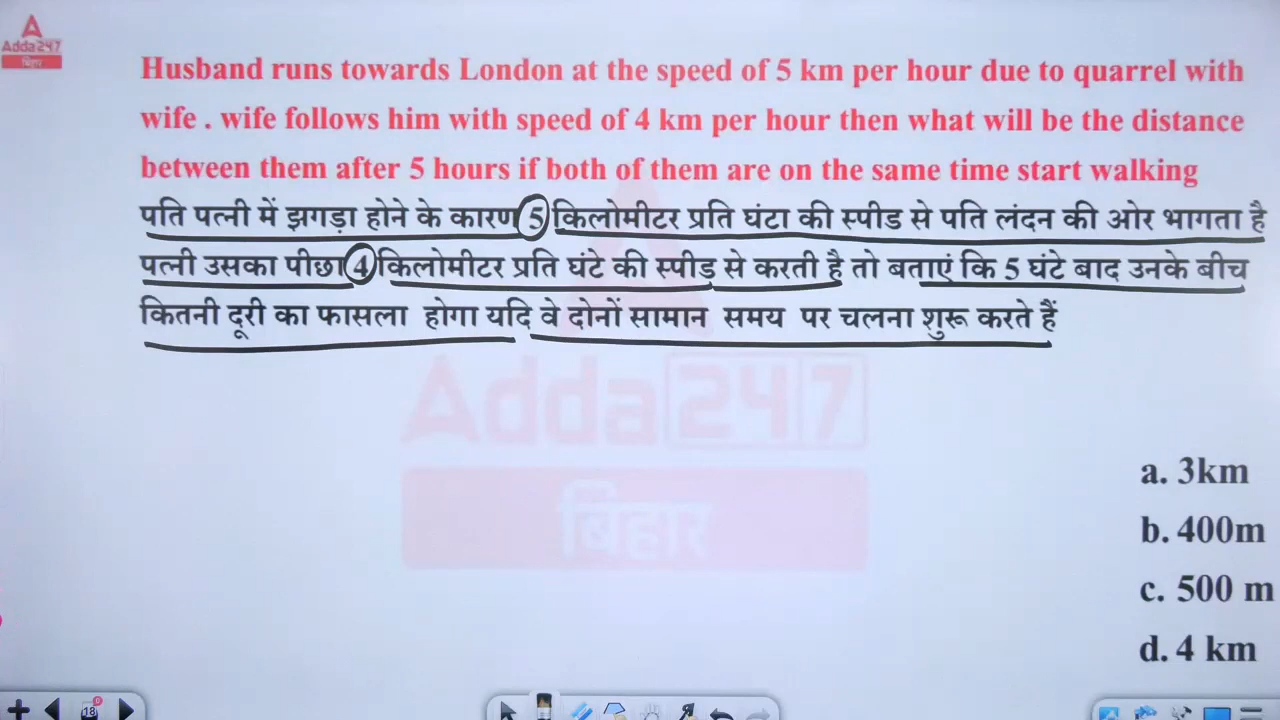 Adda247
बिहार
Husband runs towards London at the speed of 5 km per hour due to quarrel with
wife . wife follows him with speed of 4 km per hour then what will be the distance
between them after 5 hours if both of them are on the same time start walking
पति पत्नी में झगड़ा होने के कारण 5 किलोमीटर प्रति घंटा की स्पीड से पति लंदन की ओर भागता है
पत्नी उसका पीछा 4 किलोमीटर प्रति घंटे की स्पीड से करती है तो बताएं कि 5 घंटे बाद उनके बीच
कितनी दूरी का फासला होगा यदि वे दोनों सामान समय पर चलना शुरू करते हैं
Adda247
बिहार
a. 3km
b. 400m
c. 500 m
d. 4 km
18